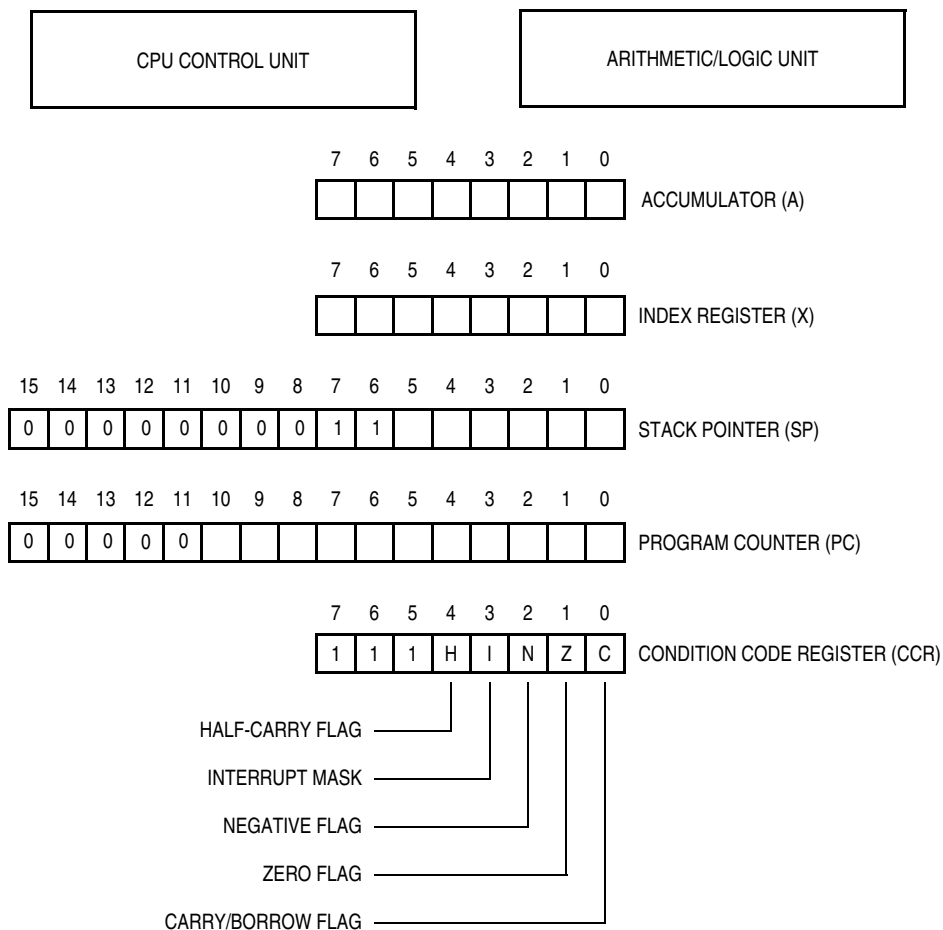 CPU CONTROL UNIT
ARITHMETIC/LOGIC UNIT
7 6 5 4 3 2 1 0
ACCUMULATOR (A)
7 6 5 4 3 2 1 0
INDEX REGISTER (X)
15 14 13 12 11 10 9 8 7 6 5 4 3 2 1 0
0 0 0 0 0 0 0 0 1 1 STACK POINTER (SP)
15 14 13 12 11 10 9 8 7 6 5 4 3 2 1 0
0 0 0 0 0 PROGRAM COUNTER (PC)
7 6 5 4 3 2 1 0
1 1 1 H I N Z C CONDITION CODE REGISTER (CCR)
HALF-CARRY FLAG
INTERRUPT MASK
NEGATIVE FLAG
ZERO FLAG
CARRY/BORROW FLAG